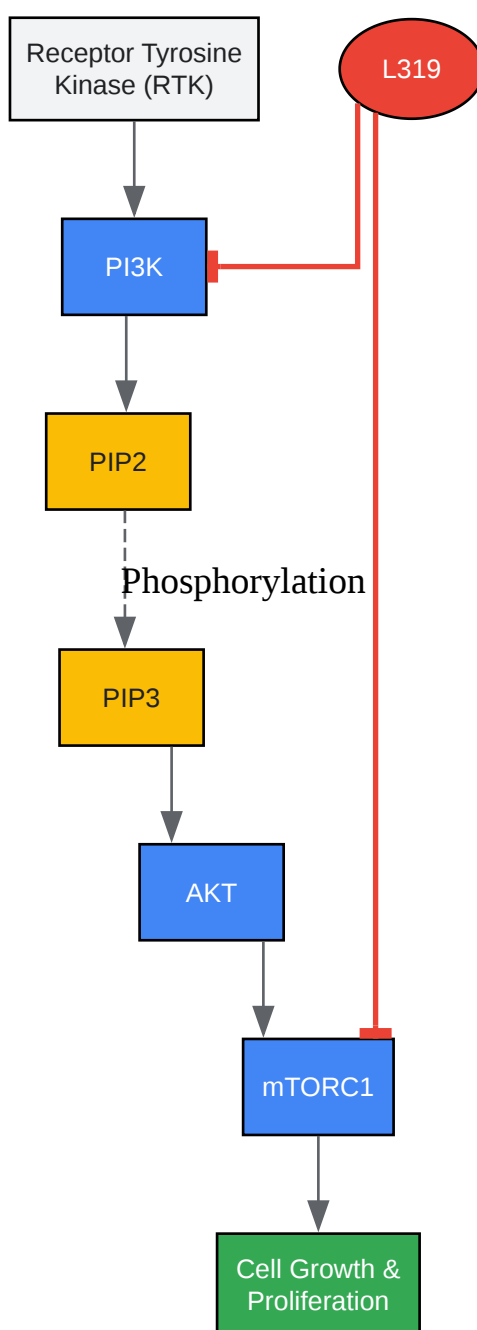 Receptor Tyrosine
Kinase (RTK)
L319
PI3K
PIP2
Phosphorylation
PIP3
AKT
mTORC1
Cell Growth &
Proliferation